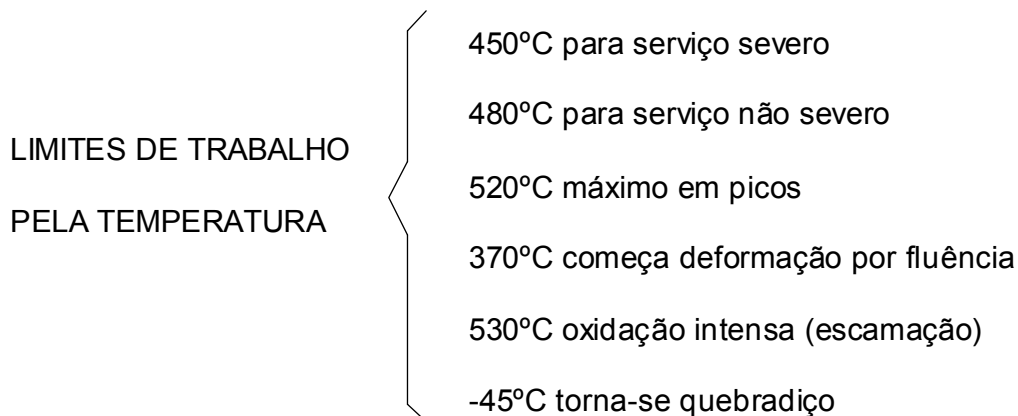 LIMITES DE TRABALHO
PELA TEMPERATURA
450ºC para serviço severo
480ºC para serviço não severo
520ºC máximo em picos
370ºC começa deformação por fluência
530ºC oxidação intensa (escamação)
-45ºC torna-se quebradiço